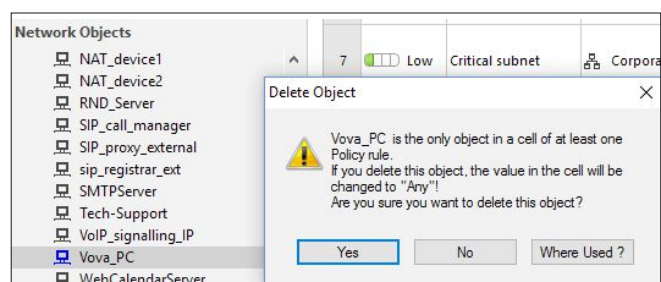 Network Objects
NAT_device1
NAT_device2
RND_Server
SIP_call_manager
SIP_proxy_external
sip_registrar_ext
SMTPServer
Tech-Support
VoIP_signalling_IP
Vova_PC
WebCalendarServer
7 Low Critical subnet Corpora
Delete Object
Vova_PC is the only object in a cell of at least one
Policy rule.
If you delete this object, the value in the cell will be
changed to "Any"!
Are you sure you want to delete this object?
Yes No Where Used ?